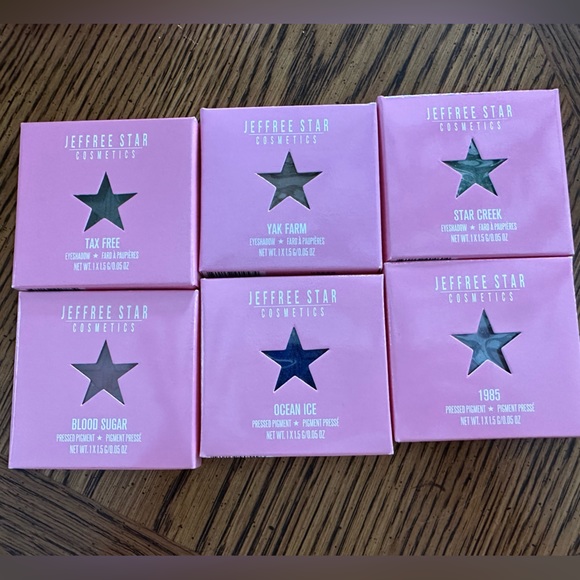 JEFFREE STAR
COSMETICS
TAX FREE
EYESHADOW ★ FARD À PAUPIÈRES
NET WT. 1 X 1.5 G/0.05 OZ
JEFFREE STAR
COSMETICS
YAK FARM
EYESHADOW ★ FARD À PAUPIÈRES
NET WT. 1 X 1.5 G/0.05 OZ
JEFFREE STAR
COSMETICS
STAR CREEK
EYESHADOW ★ FARD À PAUPIÈRES
NET WT. 1 X 1.5 G/0.05 OZ
JEFFREE STAR
COSMETICS
BLOOD SUGAR
PRESSED PIGMENT ★ PIGMENT PRESSÉ
NET WT. 1 X 1.5 G/0.05 OZ
JEFFREE STAR
COSMETICS
OCEAN ICE
PRESSED PIGMENT ★ PIGMENT PRESSÉ
NET WT. 1 X 1.5 G/0.05 OZ
JEFFREE STAR
COSMETICS
1985
PRESSED PIGMENT ★ PIGMENT PRESSÉ
NET WT. 1 X 1.5 G/0.05 OZ